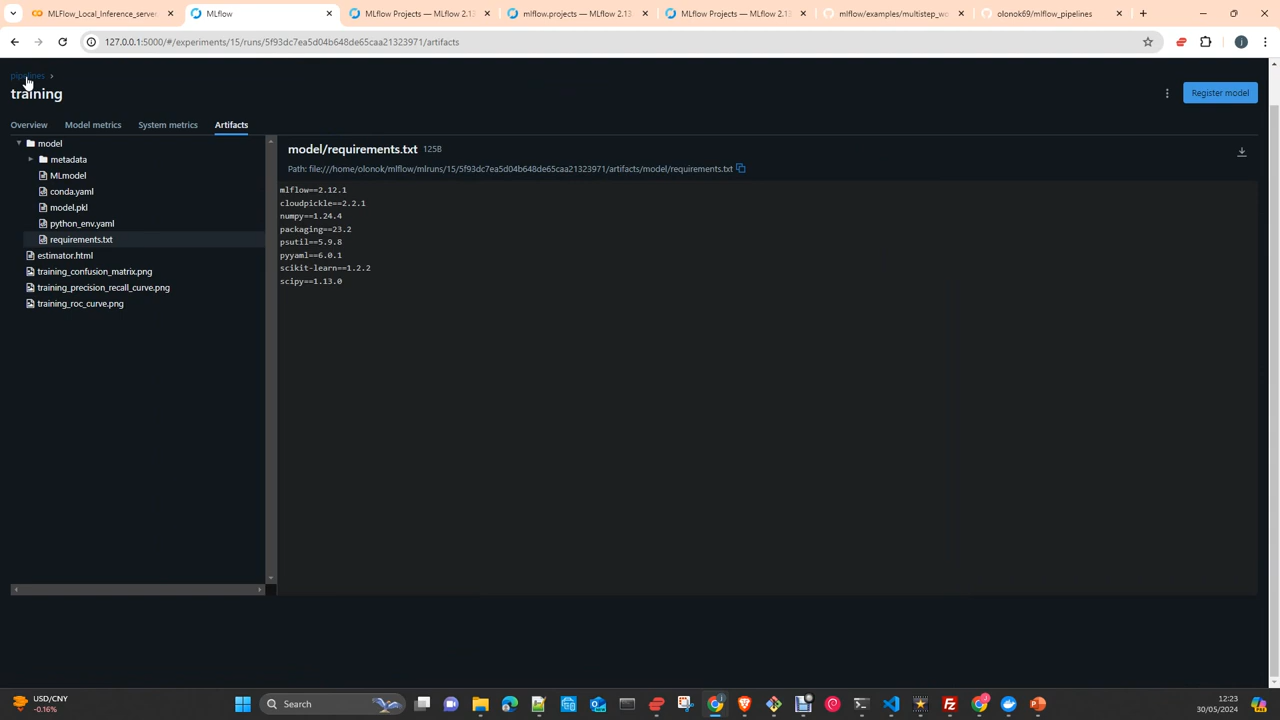 MLFlow_Local_Inference_server
MLflow
MLflow Projects — MLflow 2.13
mlflow.projects — MLflow 2.13
MLflow Projects — MLflow 2.13
mlflow/examples/multistep_wo
olonok69/mlflow_pipelines
127.0.0.1:5000/#/experiments/15/runs/5f93dc7ea5d04b648de65caa21323971/artifacts
pipelines
training
Register model
Overview
Model metrics
System metrics
Artifacts
model
metadata
MLmodel
conda.yaml
model.pkl
python_env.yaml
requirements.txt
estimator.html
training_confusion_matrix.png
training_precision_recall_curve.png
training_roc_curve.png
model/requirements.txt 125B
Path: file:///home/olonok/mlflow/mlruns/15/5f93dc7ea5d04b648de65caa21323971/artifacts/model/requirements.txt
mlflow==2.12.1
cloudpickle==2.2.1
numpy==1.24.4
packaging==23.2
psutil==5.9.8
pyyaml==6.0.1
scikit-learn==1.2.2
scipy==1.13.0
USD/CNY
-0.16%
Search
12:23
30/05/2024